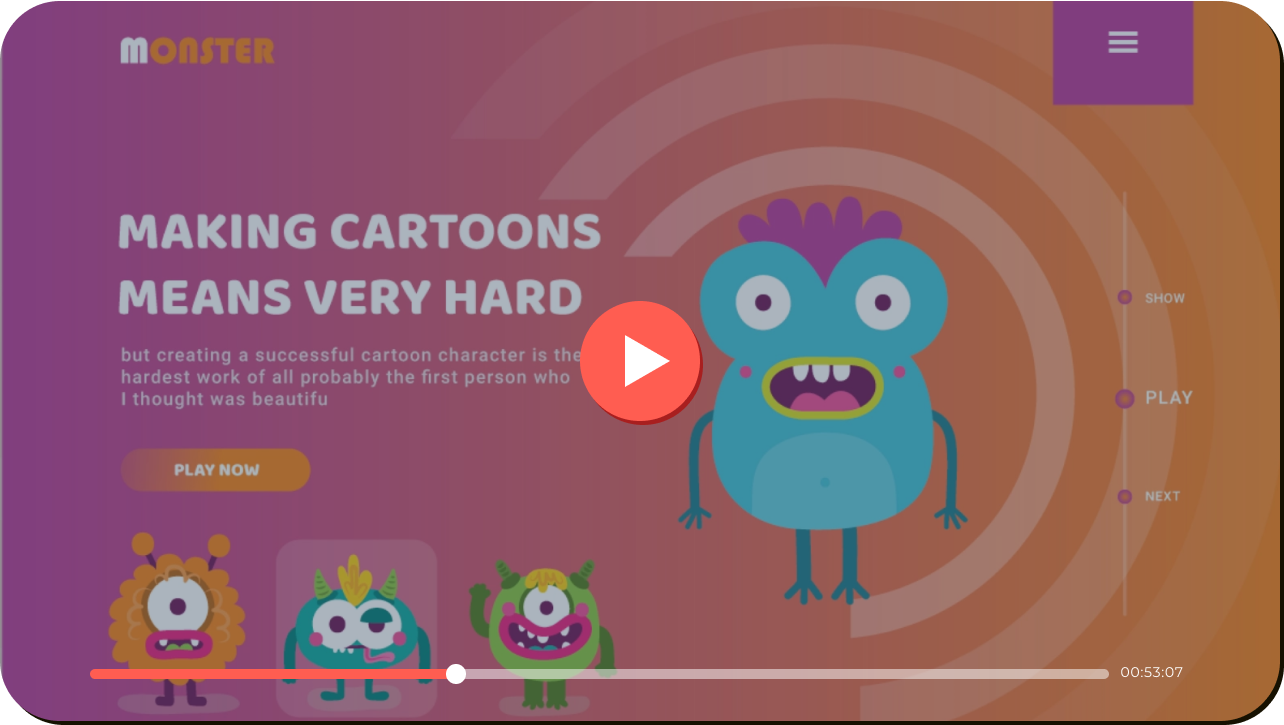 MONSTER
MAKING CARTOONS
MEANS VERY HARD
but creating a successful cartoon character is the
hardest work of all probably the first person who
I thought was beautifu
PLAY NOW
SHOW
PLAY
NEXT
00:53:07